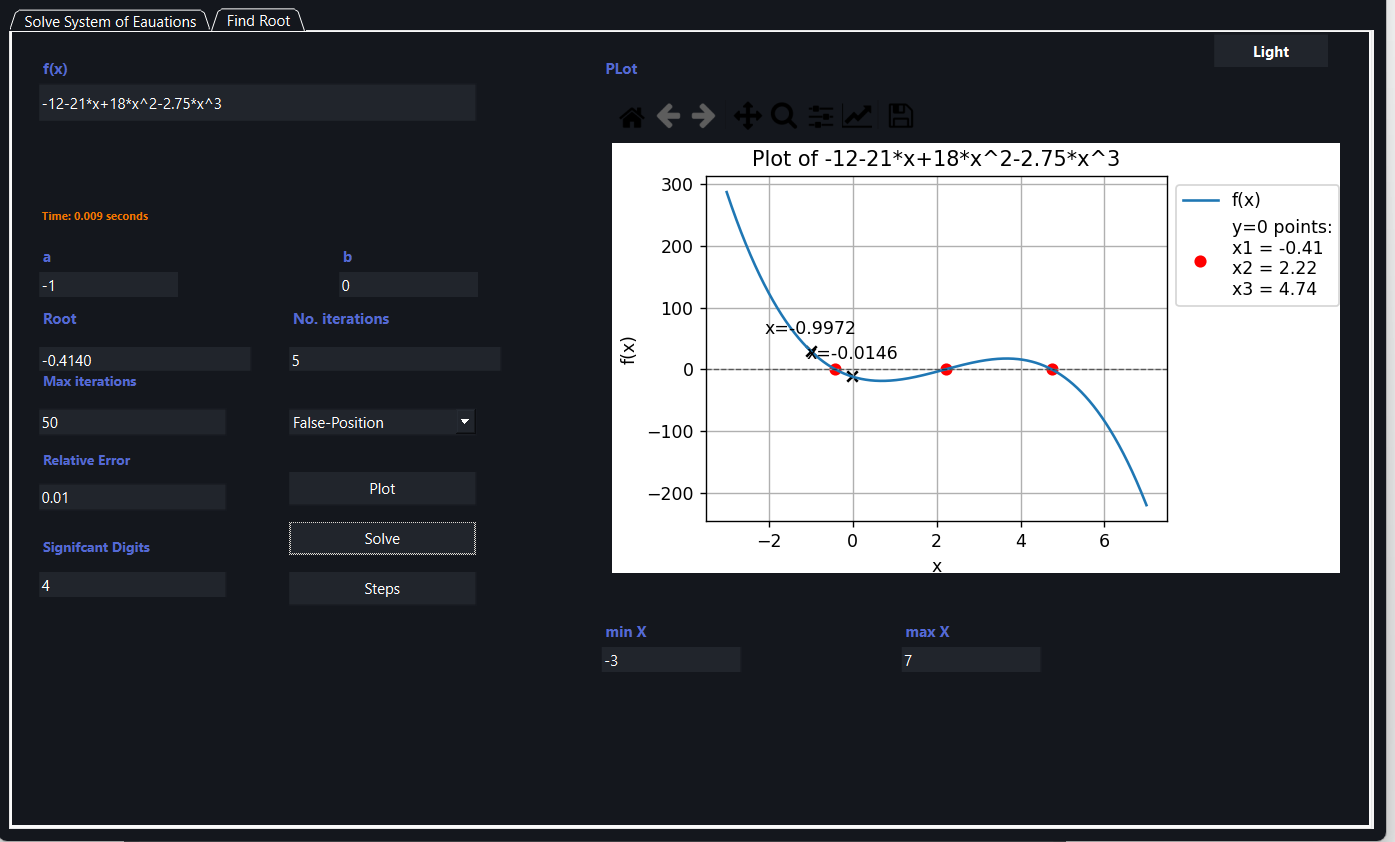 Solve System of Eauations
Find Root
Light
f(x)
-12-21*x+18*x^2-2.75*x^3
Time: 0.009 seconds
a
b
-1
0
Root
No. iterations
-0.4140
5
Max iterations
50
False-Position
Relative Error
0.01
Plot
Solve
Signifcant Digits
4
Steps
PLot
Plot of -12-21*x+18*x^2-2.75*x^3
300
200
100
0
−100
−200
f(x)
x=-0.9972
x=-0.0146
−2
0
2
4
6
x
f(x)
y=0 points:
x1 = -0.41
x2 = 2.22
x3 = 4.74
min X
max X
-3
7